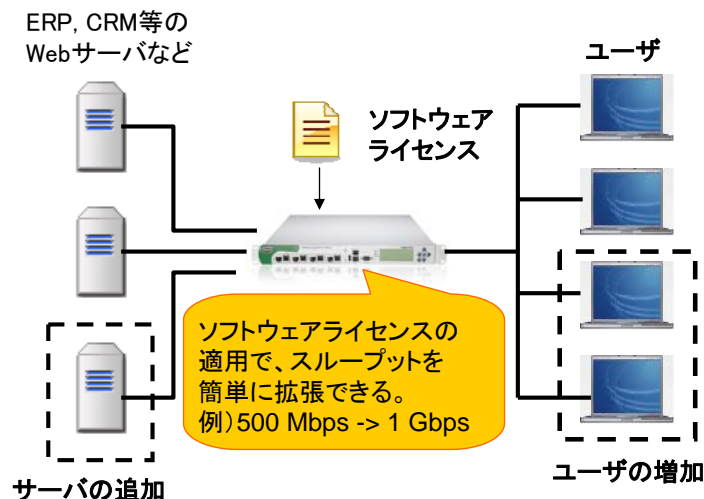 ERP, CRM等の
Webサーバなど
ユーザ
ソフトウェア
ライセンス
ソフトウェアライセンスの
適用で、スループットを
簡単に拡張できる。
例）500 Mbps -> 1 Gbps
サーバの追加
ユーザの増加